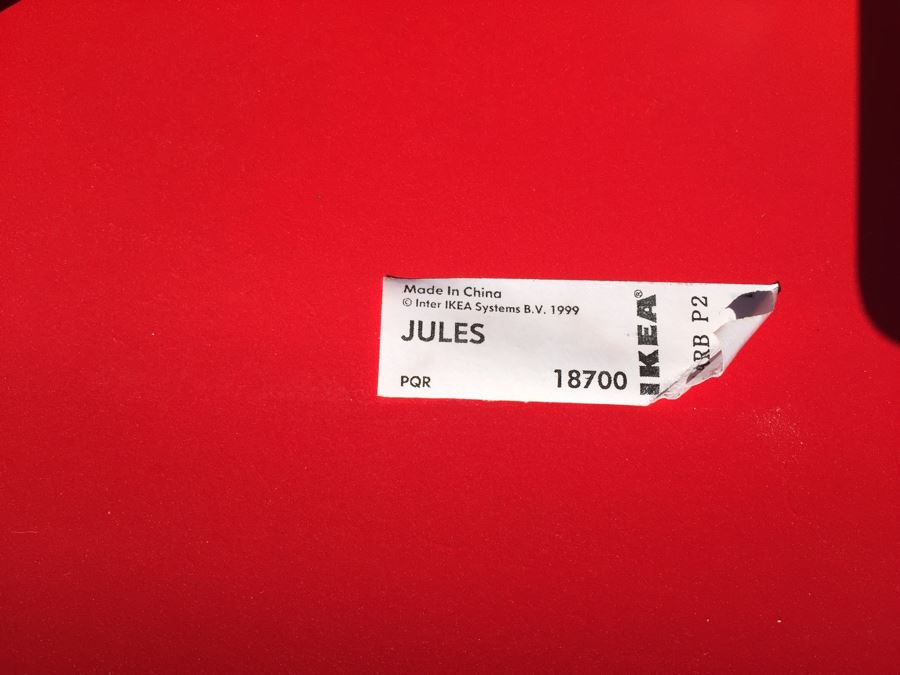 Made In China
© Inter IKEA Systems B.V. 1999
JULES
PQR
18700
IKEA®
P2